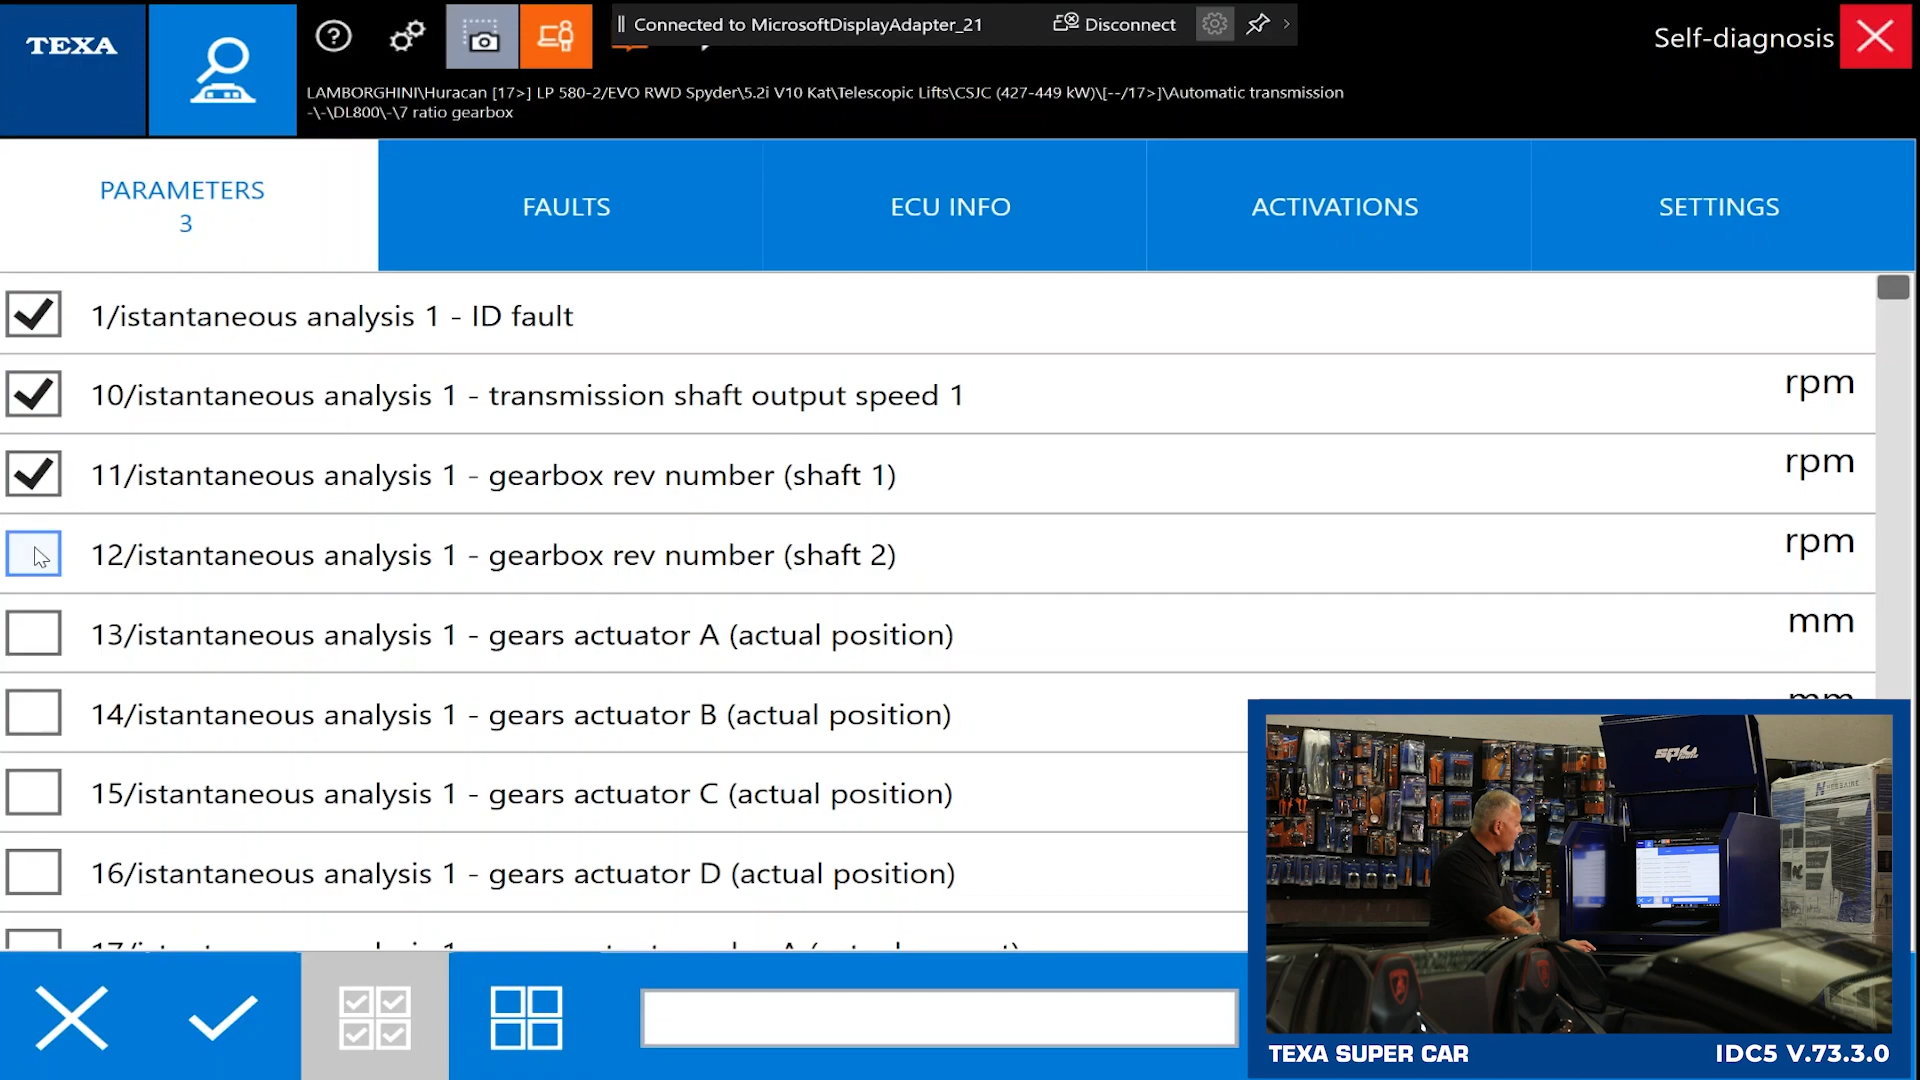 TEXA
Connected to MicrosoftDisplayAdapter_21
Disconnect
Self-diagnosis
LAMBORGHINI\Huracan [17>] LP 580-2/EVO RWD Spyder\5.2i V10 Kat\Telescopic Lifts\CSJC (427-449 kW)\[--/17>]\Automatic transmission
-\-\DL800\-\7 ratio gearbox
PARAMETERS
3
FAULTS
ECU INFO
ACTIVATIONS
SETTINGS
1/istantaneous analysis 1 - ID fault
10/istantaneous analysis 1 - transmission shaft output speed 1
rpm
11/istantaneous analysis 1 - gearbox rev number (shaft 1)
rpm
12/istantaneous analysis 1 - gearbox rev number (shaft 2)
rpm
13/istantaneous analysis 1 - gears actuator A (actual position)
mm
14/istantaneous analysis 1 - gears actuator B (actual position)
mm
15/istantaneous analysis 1 - gears actuator C (actual position)
16/istantaneous analysis 1 - gears actuator D (actual position)
TEXA SUPER CAR
IDC5 V.73.3.0